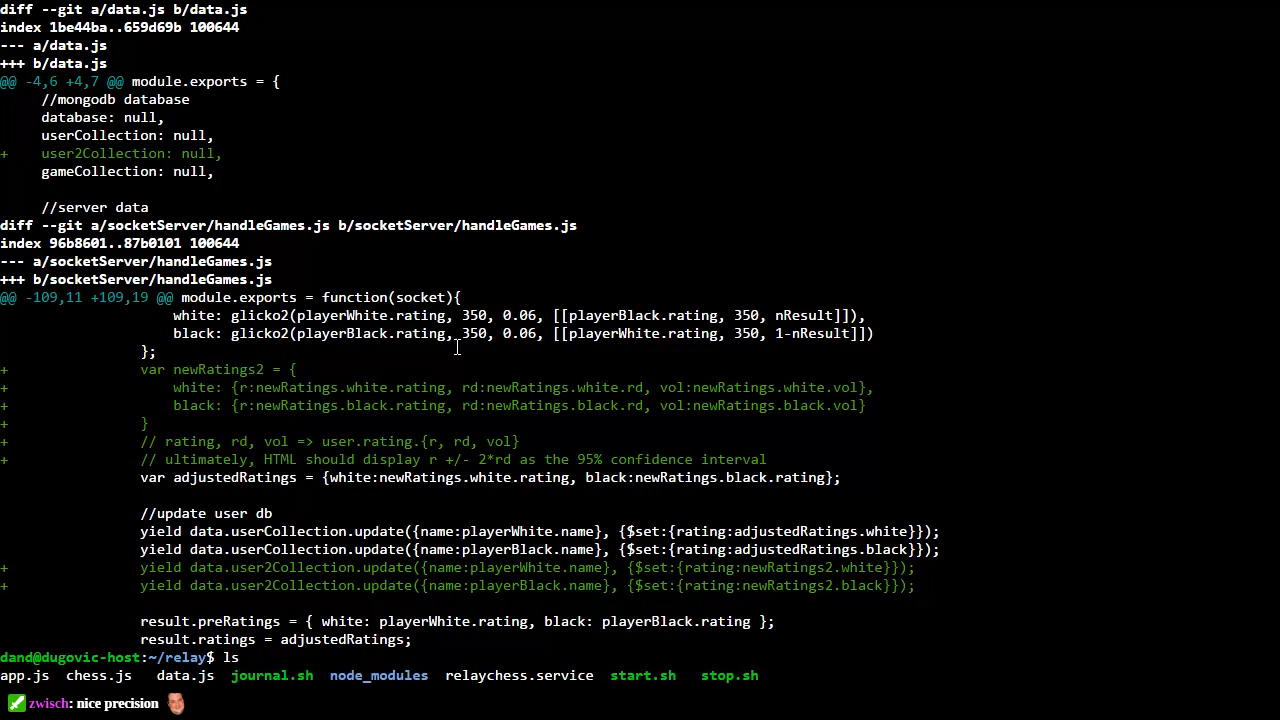 diff --git a/data.js b/data.js
index 1be44ba..659d69b 100644
--- a/data.js
+++ b/data.js
@@ -4,6 +4,7 @@ module.exports = {
     //mongodb database
     database: null,
     userCollection: null,
+    user2Collection: null,
     gameCollection: null,
     //server data
diff --git a/socketServer/handleGames.js b/socketServer/handleGames.js
index 96b8601..87b0101 100644
--- a/socketServer/handleGames.js
+++ b/socketServer/handleGames.js
@@ -109,11 +109,19 @@ module.exports = function(socket){
                     white: glicko2(playerWhite.rating, 350, 0.06, [[playerBlack.rating, 350, nResult]]),
                     black: glicko2(playerBlack.rating, 350, 0.06, [[playerWhite.rating, 350, 1-nResult]])
                 };
+                var newRatings2 = {
+                    white: {r:newRatings.white.rating, rd:newRatings.white.rd, vol:newRatings.white.vol},
+                    black: {r:newRatings.black.rating, rd:newRatings.black.rd, vol:newRatings.black.vol}
+                }
+                // rating, rd, vol => user.rating.{r, rd, vol}
+                // ultimately, HTML should display r +/- 2*rd as the 95% confidence interval
                 var adjustedRatings = {white:newRatings.white.rating, black:newRatings.black.rating};
                 //update user db
                 yield data.userCollection.update({name:playerWhite.name}, {$set:{rating:adjustedRatings.white}});
                 yield data.userCollection.update({name:playerBlack.name}, {$set:{rating:adjustedRatings.black}});
+                yield data.user2Collection.update({name:playerWhite.name}, {$set:{rating:newRatings2.white}});
+                yield data.user2Collection.update({name:playerBlack.name}, {$set:{rating:newRatings2.black}});
                 result.preRatings = { white: playerWhite.rating, black: playerBlack.rating };
                 result.ratings = adjustedRatings;
dand@dugovic-host:~/relay$ ls
app.js  chess.js   data.js  journal.sh  node_modules  relaychess.service  start.sh  stop.sh
zwisch: nice precision